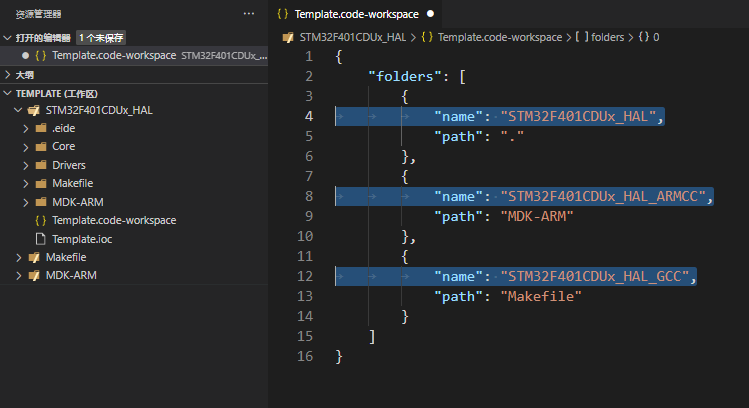 资源管理器
打开的编辑器 1 个未保存
Template.code-workspace STM32F401CDUx_...
大纲
TEMPLATE (工作区)
STM32F401CDUx_HAL
.eide
Core
Drivers
Makefile
MDK-ARM
Template.code-workspace
Template.ioc
Makefile
MDK-ARM
Template.code-workspace
STM32F401CDUx_HAL > Template.code-workspace > [ ] folders > {} 0
1 {
2 "folders": [
3 {
4 "name": "STM32F401CDUx_HAL",
5 "path": "."
6 },
7 {
8 "name": "STM32F401CDUx_HAL_ARMCC",
9 "path": "MDK-ARM"
10 },
11 {
12 "name": "STM32F401CDUx_HAL_GCC",
13 "path": "Makefile"
14 }
15 ]
16 }